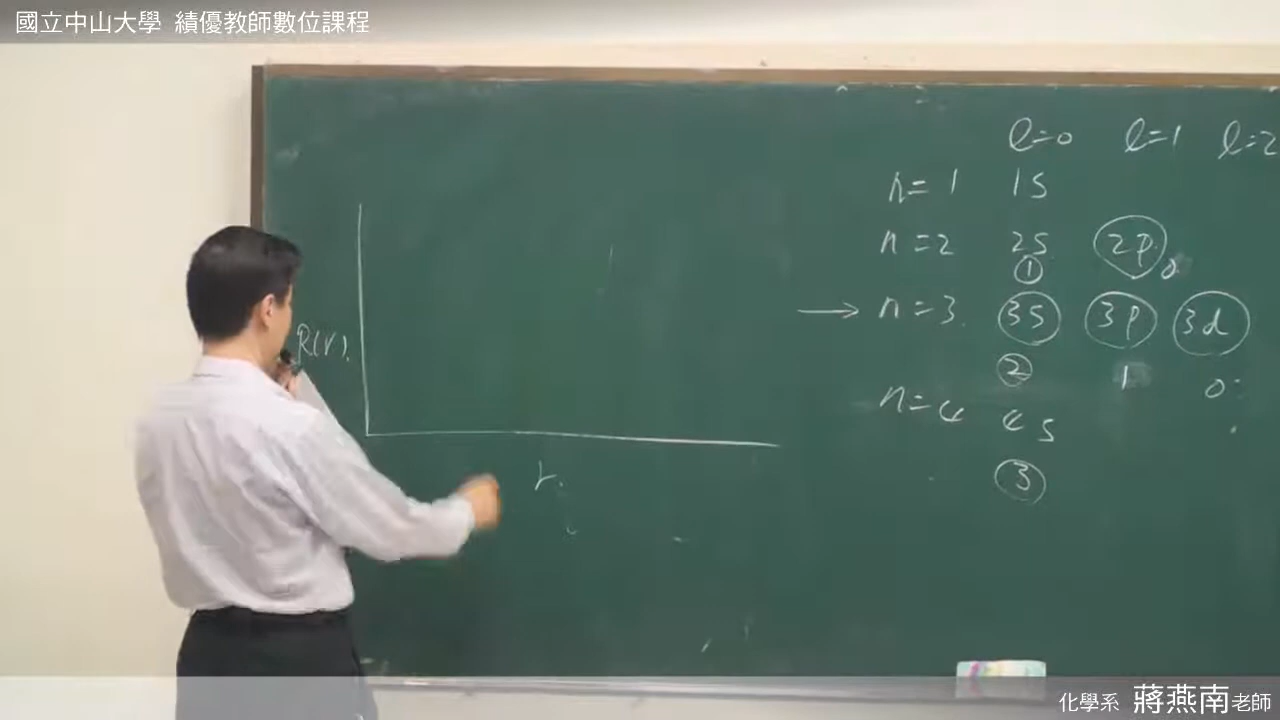 國立中山大學 績優教師數位課程
l=0 l=1 l=2
n=1 1S
n=2 2S 2P 0
①
→ n=3 3S 3P 3d
② 1 0
n=4 4S
③
R(r).
r.
化學系 蔣燕南老師